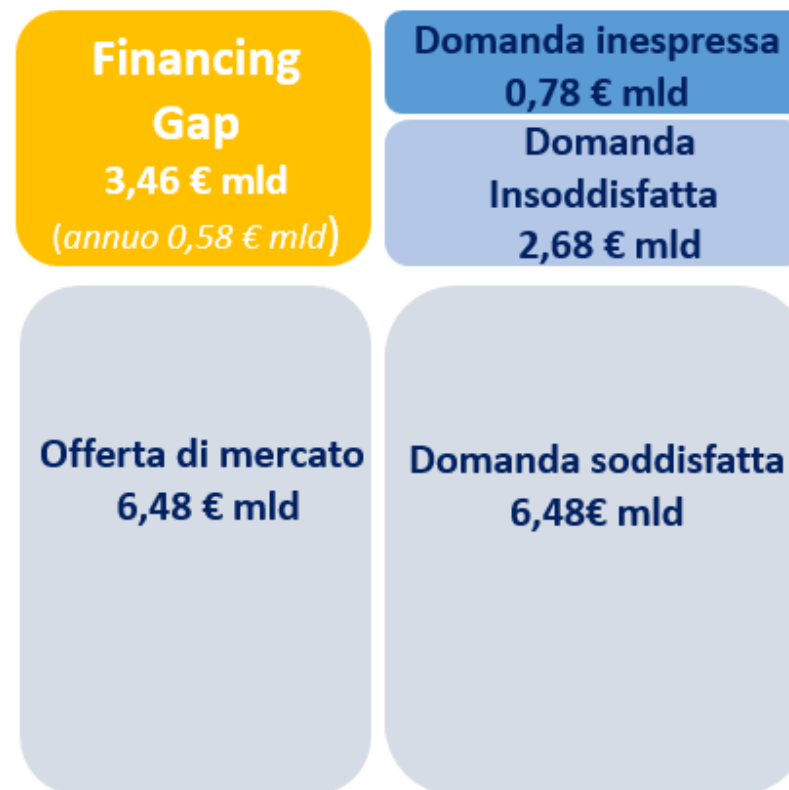 Financing
Gap
3,46 € mld
(annuo 0,58 € mld)
Domanda inespressa
0,78 € mld
Domanda
Insoddisfatta
2,68 € mld
Offerta di mercato
6,48 € mld
Domanda soddisfatta
6,48€ mld